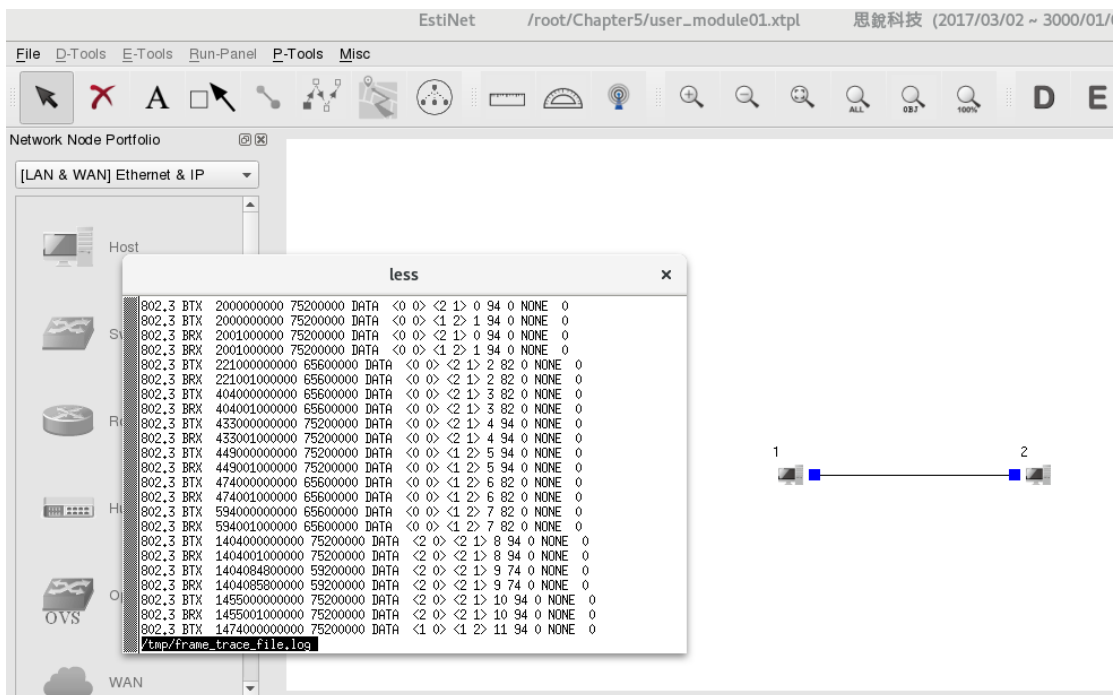 EstiNet /root/Chapter5/user_module01.xtpl 思銳科技 (2017/03/02 ~ 3000/01/
File D-Tools E-Tools Run-Panel P-Tools Misc
A ALL OBJ 100% D E
Network Node Portfolio
[LAN & WAN] Ethernet & IP
Host
less
802.3 BTX 2000000000 75200000 DATA <0 0> <2 1> 0 94 0 NONE 0
802.3 BTX 2000000000 75200000 DATA <0 0> <1 2> 1 94 0 NONE 0
802.3 BRX 2001000000 75200000 DATA <0 0> <2 1> 0 94 0 NONE 0
802.3 BRX 2001000000 75200000 DATA <0 0> <1 2> 1 94 0 NONE 0
802.3 BTX 221000000000 65600000 DATA <0 0> <2 1> 2 82 0 NONE 0
802.3 BRX 221001000000 65600000 DATA <0 0> <2 1> 2 82 0 NONE 0
802.3 BTX 404000000000 65600000 DATA <0 0> <2 1> 3 82 0 NONE 0
802.3 BRX 404001000000 65600000 DATA <0 0> <2 1> 3 82 0 NONE 0
802.3 BTX 433000000000 75200000 DATA <0 0> <2 1> 4 94 0 NONE 0
802.3 BRX 433001000000 75200000 DATA <0 0> <2 1> 4 94 0 NONE 0
802.3 BTX 449000000000 75200000 DATA <0 0> <1 2> 5 94 0 NONE 0
802.3 BRX 449001000000 75200000 DATA <0 0> <1 2> 5 94 0 NONE 0
802.3 BTX 474000000000 65600000 DATA <0 0> <1 2> 6 82 0 NONE 0
802.3 BRX 474001000000 65600000 DATA <0 0> <1 2> 6 82 0 NONE 0
802.3 BTX 594000000000 65600000 DATA <0 0> <1 2> 7 82 0 NONE 0
802.3 BRX 594001000000 65600000 DATA <0 0> <1 2> 7 82 0 NONE 0
802.3 BTX 1404000000000 75200000 DATA <2 0> <2 1> 8 94 0 NONE 0
802.3 BRX 1404001000000 75200000 DATA <2 0> <2 1> 8 94 0 NONE 0
802.3 BTX 1404084800000 59200000 DATA <2 0> <2 1> 9 74 0 NONE 0
802.3 BRX 1404085800000 59200000 DATA <2 0> <2 1> 9 74 0 NONE 0
802.3 BTX 1455000000000 75200000 DATA <2 0> <2 1> 10 94 0 NONE 0
802.3 BRX 1455001000000 75200000 DATA <2 0> <2 1> 10 94 0 NONE 0
802.3 BTX 1474000000000 75200000 DATA <1 0> <1 2> 11 94 0 NONE 0
/tmp/frame_trace_file.log
1 2
OVS
WAN